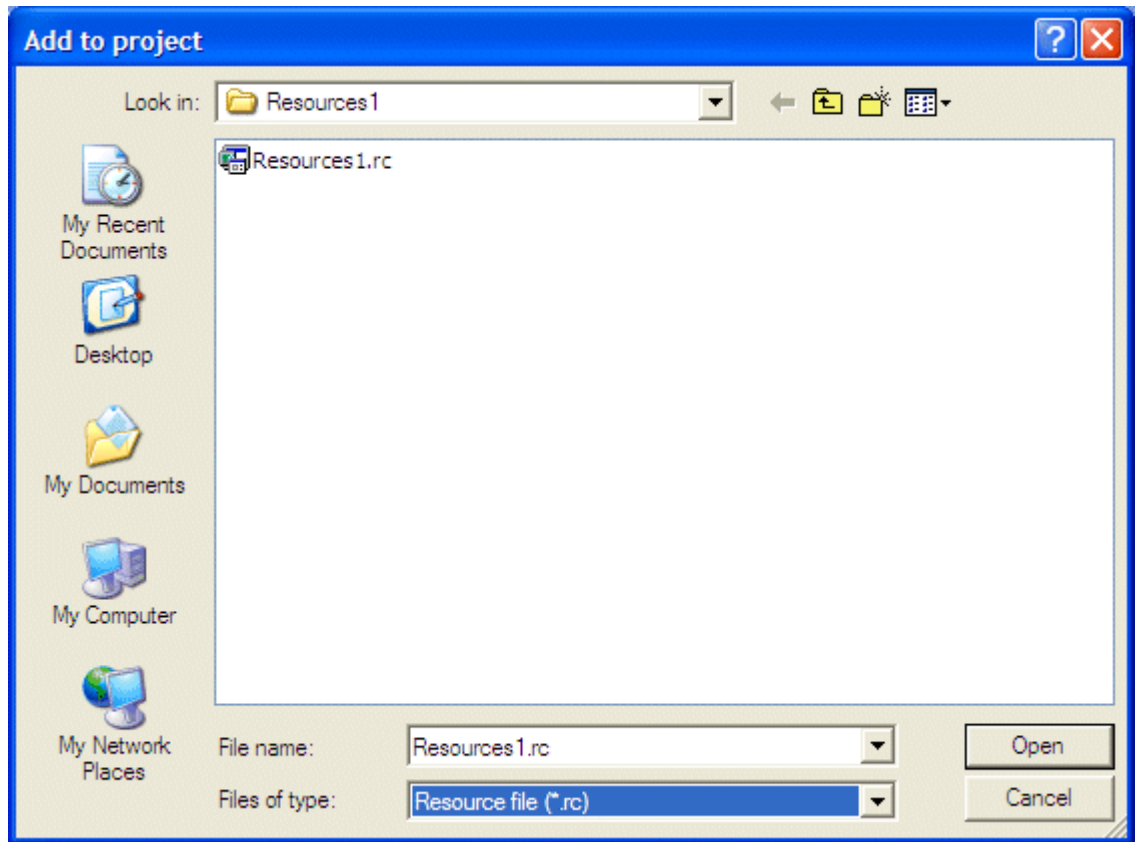 Add to project
Look in:
Resources1
Resources1.rc
My Recent
Documents
Desktop
My Documents
My Computer
My Network
Places
File name:
Resources1.rc
Open
Files of type:
Resource file (*.rc)
Cancel